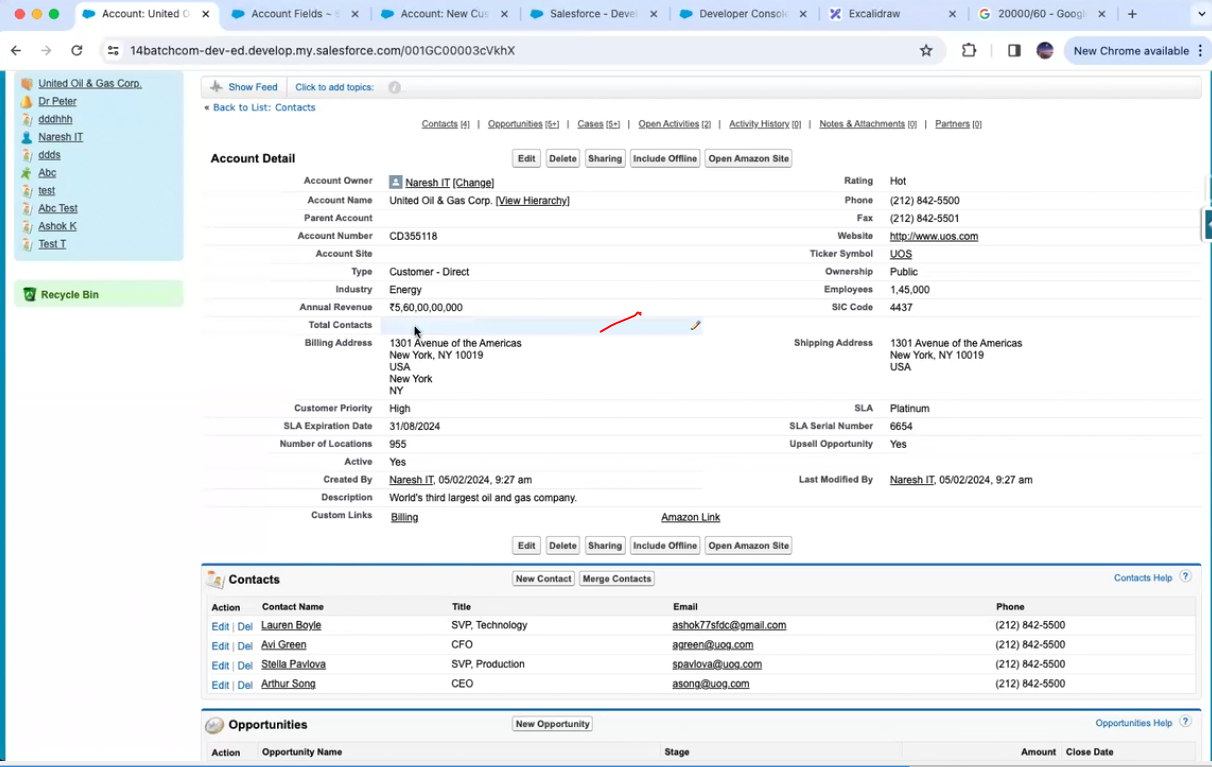 Account: United O
Account Fields ~ E
Account: New Cus
Salesforce - Devel
Excalidraw
20000/60 - Google
New Chrome available
14batchcom-dev-ed.develop.my.salesforce.com/001GC00003cVkhX
United Oil & Gas Corp.
Dr Peter
dddhhh
Naresh IT
ddds
Abc
test
Abc Test
Ashok K
Test T
Recycle Bin
Show Feed Click to add topics:
« Back to List: Contacts
Contacts [4] | Opportunities [5+] | Cases [5+] | Open Activities [2] | Activity History [0] | Notes & Attachments [0] | Partners [0]
Account Detail Edit Delete Sharing Include Offline Open Amazon Site
Account Owner Naresh IT [Change] Rating Hot
Account Name United Oil & Gas Corp. [View Hierarchy] Phone (212) 842-5500
Parent Account Fax (212) 842-5501
Account Number CD355118 Website http://www.uos.com
Account Site Ticker Symbol UOS
Type Customer - Direct Ownership Public
Industry Energy Employees 1,45,000
Annual Revenue ₹5,60,00,00,000 SIC Code 4437
Total Contacts
Billing Address 1301 Avenue of the Americas Shipping Address 1301 Avenue of the Americas
New York, NY 10019 New York, NY 10019
USA USA
New York
NY
Customer Priority High SLA Platinum
SLA Expiration Date 31/08/2024 SLA Serial Number 6654
Number of Locations 955 Upsell Opportunity Yes
Active Yes
Created By Naresh IT, 05/02/2024, 9:27 am Last Modified By Naresh IT, 05/02/2024, 9:27 am
Description World's third largest oil and gas company.
Custom Links Billing Amazon Link
Edit Delete Sharing Include Offline Open Amazon Site
Contacts New Contact Merge Contacts Contacts Help ?
Action Contact Name Title Email Phone
Edit | Del Lauren Boyle SVP, Technology ashok77sfdc@gmail.com (212) 842-5500
Edit | Del Avi Green CFO agreen@uog.com (212) 842-5500
Edit | Del Stella Pavlova SVP, Production spavlova@uog.com (212) 842-5500
Edit | Del Arthur Song CEO asong@uog.com (212) 842-5500
Opportunities New Opportunity Opportunities Help ?
Action Opportunity Name Stage Amount Close Date